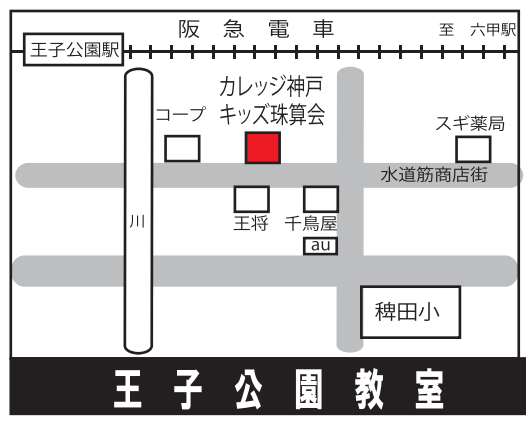 阪急電車
至 六甲駅
王子公園駅
カレッジ神戸
キッズ珠算会
コープ
スギ薬局
水道筋商店街
川
王将
千鳥屋
au
稗田小
王子公園教室